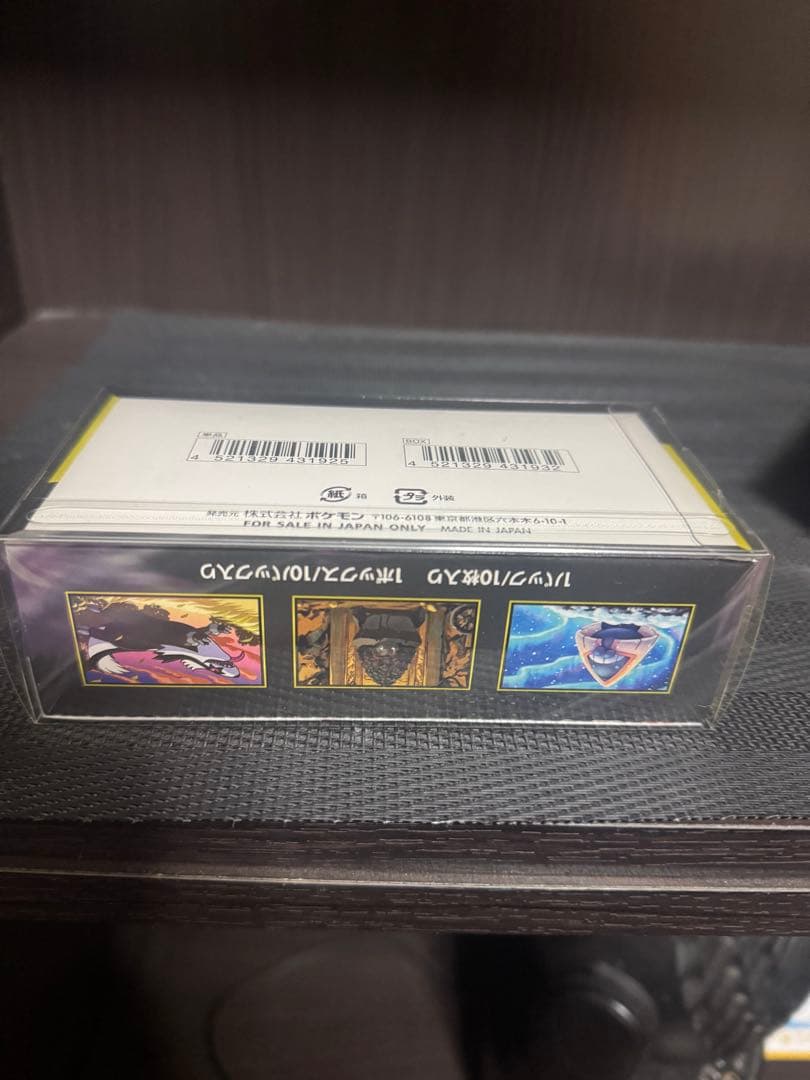 単品
4 521329 431925
BOX
4 521329 431932
紙 箱
プラ 外装
発売元 株式会社ポケモン 〒106-6108 東京都港区六本木6-10-1
FOR SALE IN JAPAN ONLY MADE IN JAPAN
1パック/10枚入り 1ボックス/10パック入り